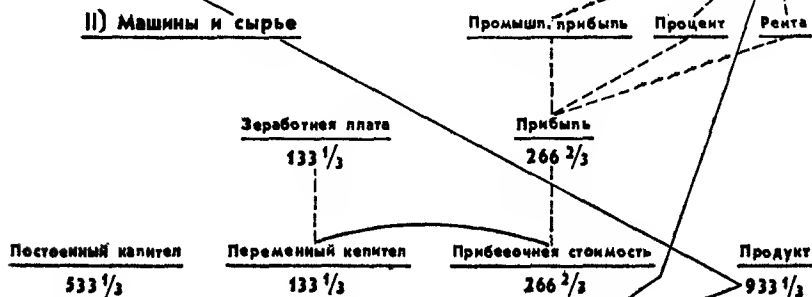 II) Машины и сырье
Промышл. прибыль Процент Рента
Заработная плата Прибыль
133 1/3 266 2/3
Постоянный капитал Переменный капитал Прибавочная стоимость Продукт
533 1/3 133 1/3 266 2/3 933 1/3